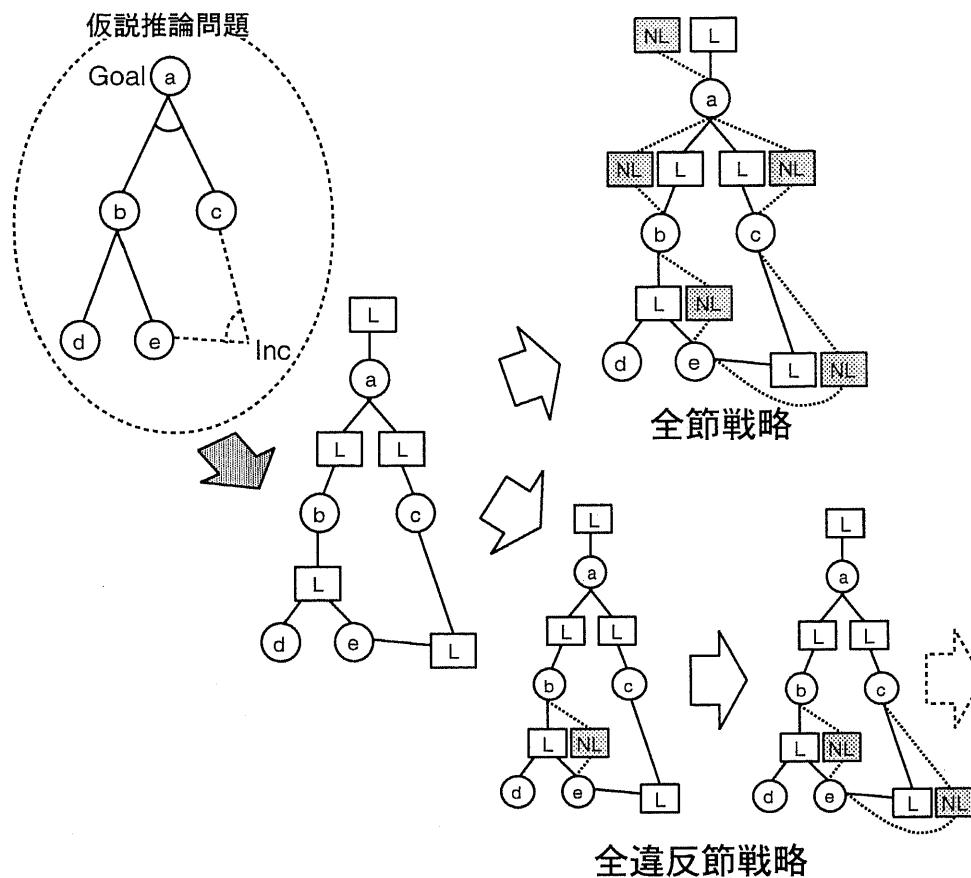 仮説推論問題
Goal a
b c
d e
Inc
L
a
L L
b c
L
d e
L
NL L
a
NL L L NL
b c
L NL
d e
L NL
全節戦略
L
a
L L
b c
L NL
d e
L
L
a
L L
b c
L NL
d e
L NL
全違反節戦略